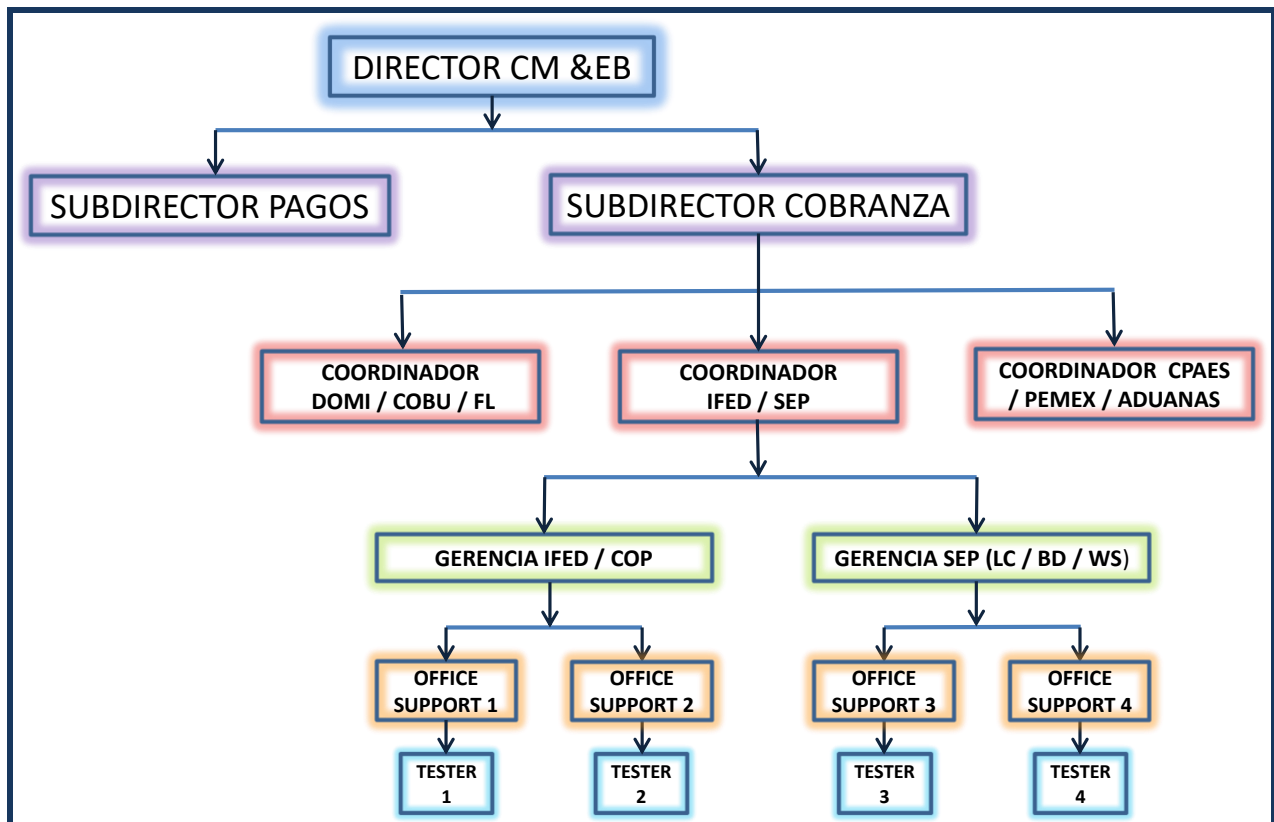 DIRECTOR CM &EB
SUBDIRECTOR PAGOS
SUBDIRECTOR COBRANZA
COORDINADOR
DOMI / COBU / FL
COORDINADOR
IFED / SEP
COORDINADOR CPAES
/ PEMEX / ADUANAS
GERENCIA IFED / COP
GERENCIA SEP (LC / BD / WS)
OFFICE
SUPPORT 1
OFFICE
SUPPORT 2
OFFICE
SUPPORT 3
OFFICE
SUPPORT 4
TESTER
1
TESTER
2
TESTER
3
TESTER
4